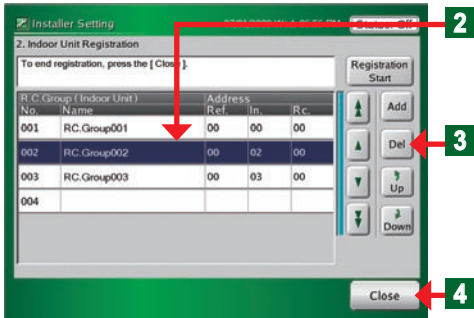 Installer Setting
2
2. Indoor Unit Registration
To end registration, press the [ Close ].
Registration
Start
R.C.Group ( Indoor Unit )
Address
No.
Name
Ref.
In.
Rc.
Add
001
RC.Group001
00
00
00
002
RC.Group002
00
02
00
Del
3
003
RC.Group003
00
03
00
Up
004
Down
Close
4